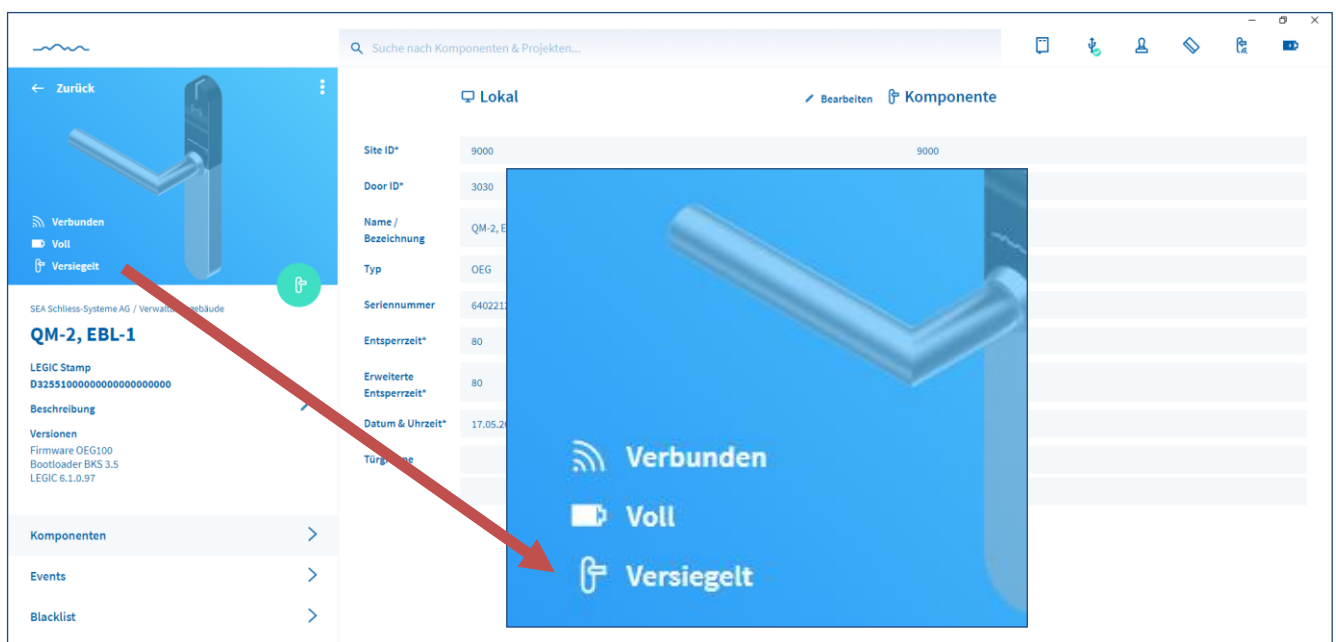 Suche nach Komponenten & Projekten...
Zurück
Verbunden
Voll
Versiegelt
SEA Schliess-Systeme AG /
QM-2, EBL-1
LEGIC Stamp
D32551000000000000000000
Beschreibung
Versionen
Firmware OEG100
Bootloader BKS 3.5
LEGIC 6.1.0.97
Komponenten
Events
Blacklist
Lokal
Bearbeiten
Komponente
Site ID* 9000 9000
Door ID* 3030
Name /
Bezeichnung
QM-2,
Typ OEG
Seriennummer
Entsperrzeit* 80
Erweiterte
Entsperrzeit*
80
Datum & Uhrzeit* 17.05.
Verbunden
Voll
Versiegelt